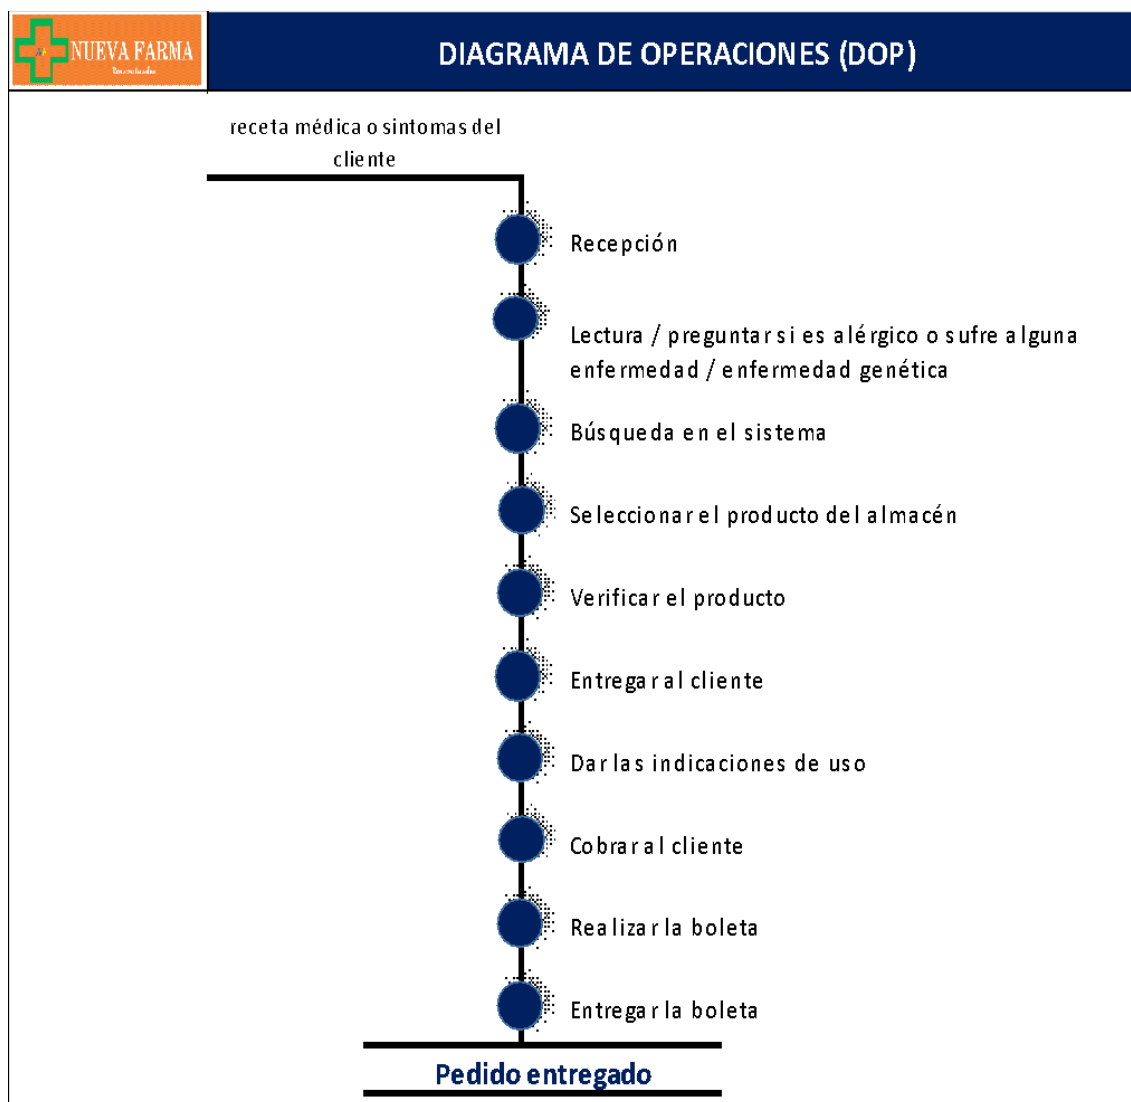 NUEVA FARMA
DIAGRAMA DE OPERACIONES (DOP)
receta médica o sintomas del
cliente
Recepción
Lectura / preguntar si es alérgico o sufre alguna
enfermedad / enfermedad genética
Búsqueda en el sistema
Seleccionar el producto del almacén
Verificar el producto
Entregar al cliente
Dar las indicaciones de uso
Cobrar al cliente
Realizar la boleta
Entregar la boleta
Pedido entregado